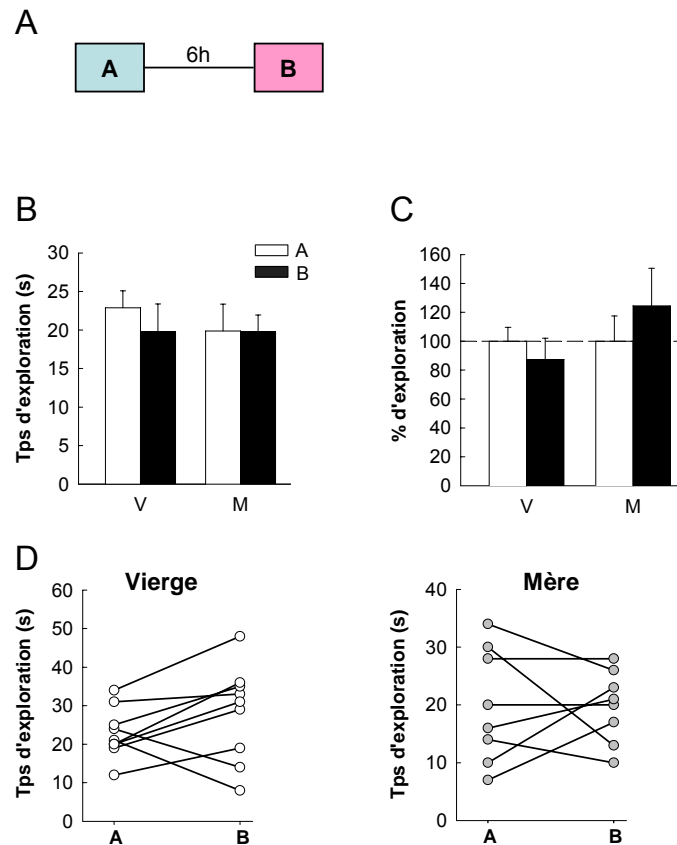 A
A
6h
B
B
Tps d'exploration (s)
30
25
20
15
10
5
0
V
M
A
B
C
% d'exploration
160
140
120
100
80
60
40
20
0
V
M
D
Vierge
Tps d'exploration (s)
60
50
40
30
20
10
0
A
B
Mère
Tps d'exploration (s)
40
30
20
10
0
A
B